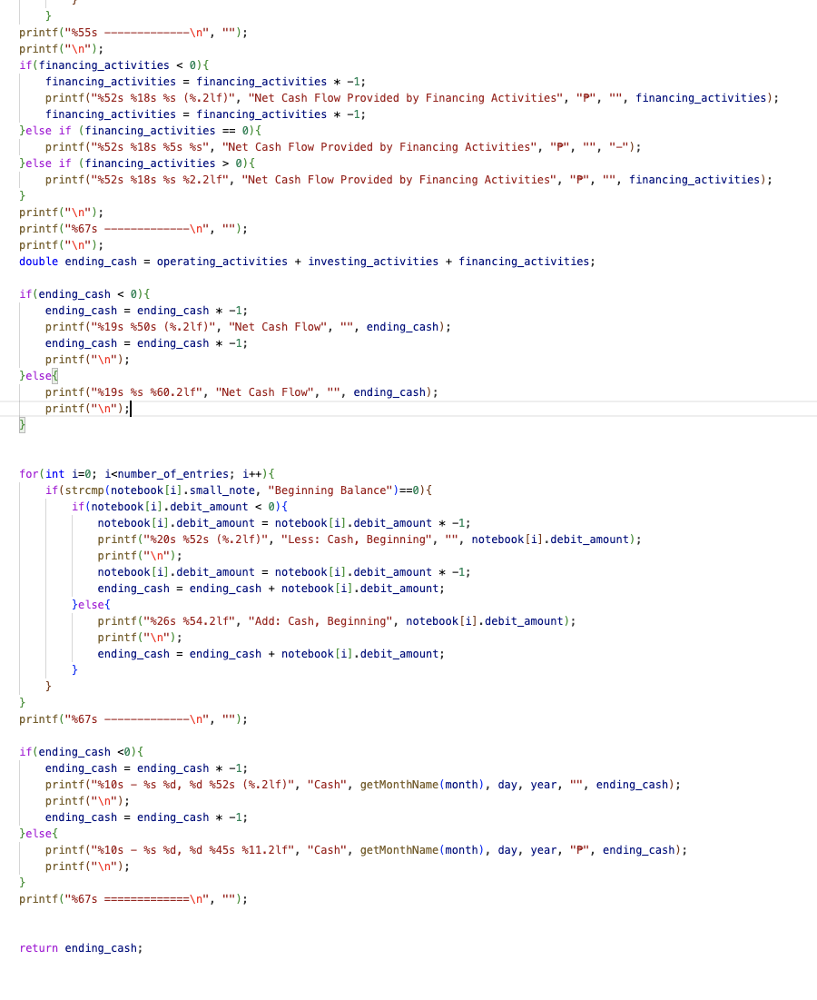 }
}
printf("%55s -------------\n", "");
printf("\n");
if(financing_activities < 0){
financing_activities = financing_activities * -1;
printf("%52s %18s %s (%.2lf)", "Net Cash Flow Provided by Financing Activities", "₱", "", financing_activities);
financing_activities = financing_activities * -1;
}else if (financing_activities == 0){
printf("%52s %18s %5s %s", "Net Cash Flow Provided by Financing Activities", "₱", "", "-");
}else if (financing_activities > 0){
printf("%52s %18s %s %2.2lf", "Net Cash Flow Provided by Financing Activities", "₱", "", financing_activities);
}
printf("\n");
printf("%67s -------------\n", "");
printf("\n");
double ending_cash = operating_activities + investing_activities + financing_activities;
if(ending_cash < 0){
ending_cash = ending_cash * -1;
printf("%19s %50s (%.2lf)", "Net Cash Flow", "", ending_cash);
ending_cash = ending_cash * -1;
printf("\n");
}else{
printf("%19s %s %60.2lf", "Net Cash Flow", "", ending_cash);
printf("\n");
}
for(int i=0; i<number_of_entries; i++){
if(strcmp(notebook[i].small_note, "Beginning Balance")==0){
if(notebook[i].debit_amount < 0){
notebook[i].debit_amount = notebook[i].debit_amount * -1;
printf("%20s %52s (%.2lf)", "Less: Cash, Beginning", "", notebook[i].debit_amount);
printf("\n");
notebook[i].debit_amount = notebook[i].debit_amount * -1;
ending_cash = ending_cash + notebook[i].debit_amount;
}else{
printf("%26s %54.2lf", "Add: Cash, Beginning", notebook[i].debit_amount);
printf("\n");
ending_cash = ending_cash + notebook[i].debit_amount;
}
}
}
printf("%67s -------------\n", "");
if(ending_cash <0){
ending_cash = ending_cash * -1;
printf("%10s - %s %d, %d %52s (%.2lf)", "Cash", getMonthName(month), day, year, "", ending_cash);
printf("\n");
ending_cash = ending_cash * -1;
}else{
printf("%10s - %s %d, %d %45s %11.2lf", "Cash", getMonthName(month), day, year, "₱", ending_cash);
printf("\n");
}
printf("%67s =============\n", "");
return ending_cash;